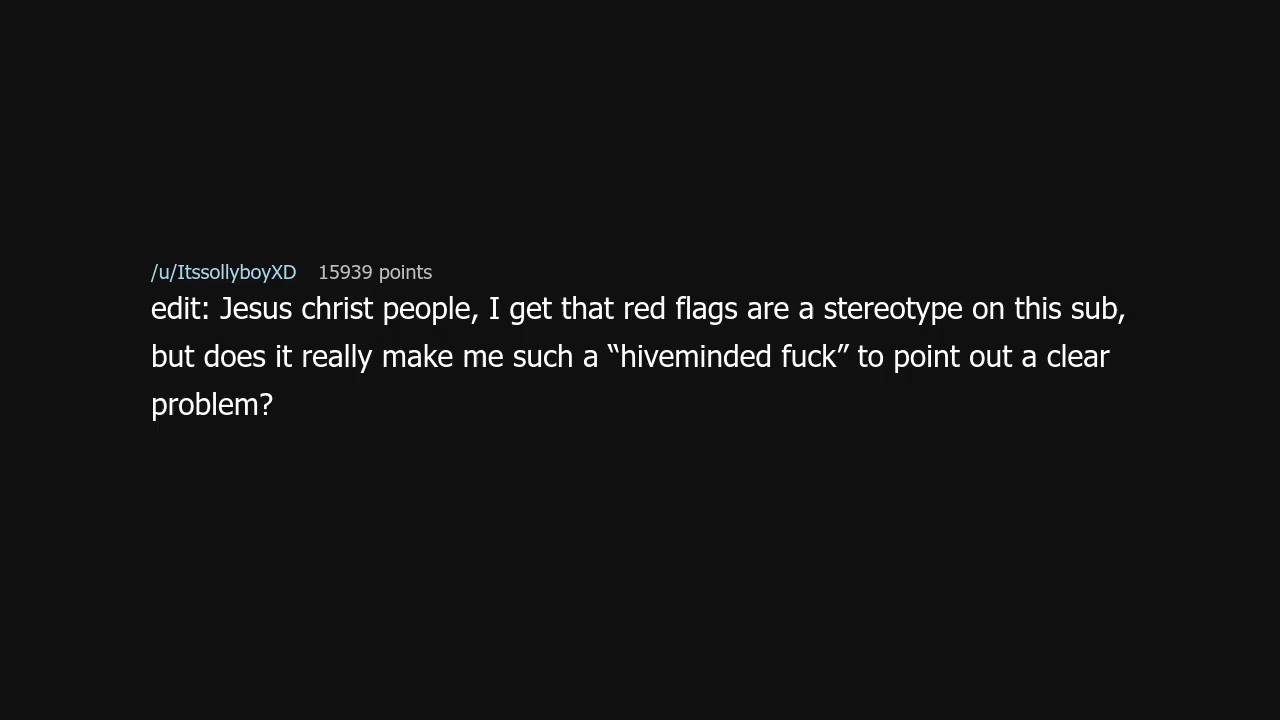 /u/ItssollyboyXD 15939 points
edit: Jesus christ people, I get that red flags are a stereotype on this sub,
but does it really make me such a “hiveminded fuck” to point out a clear
problem?